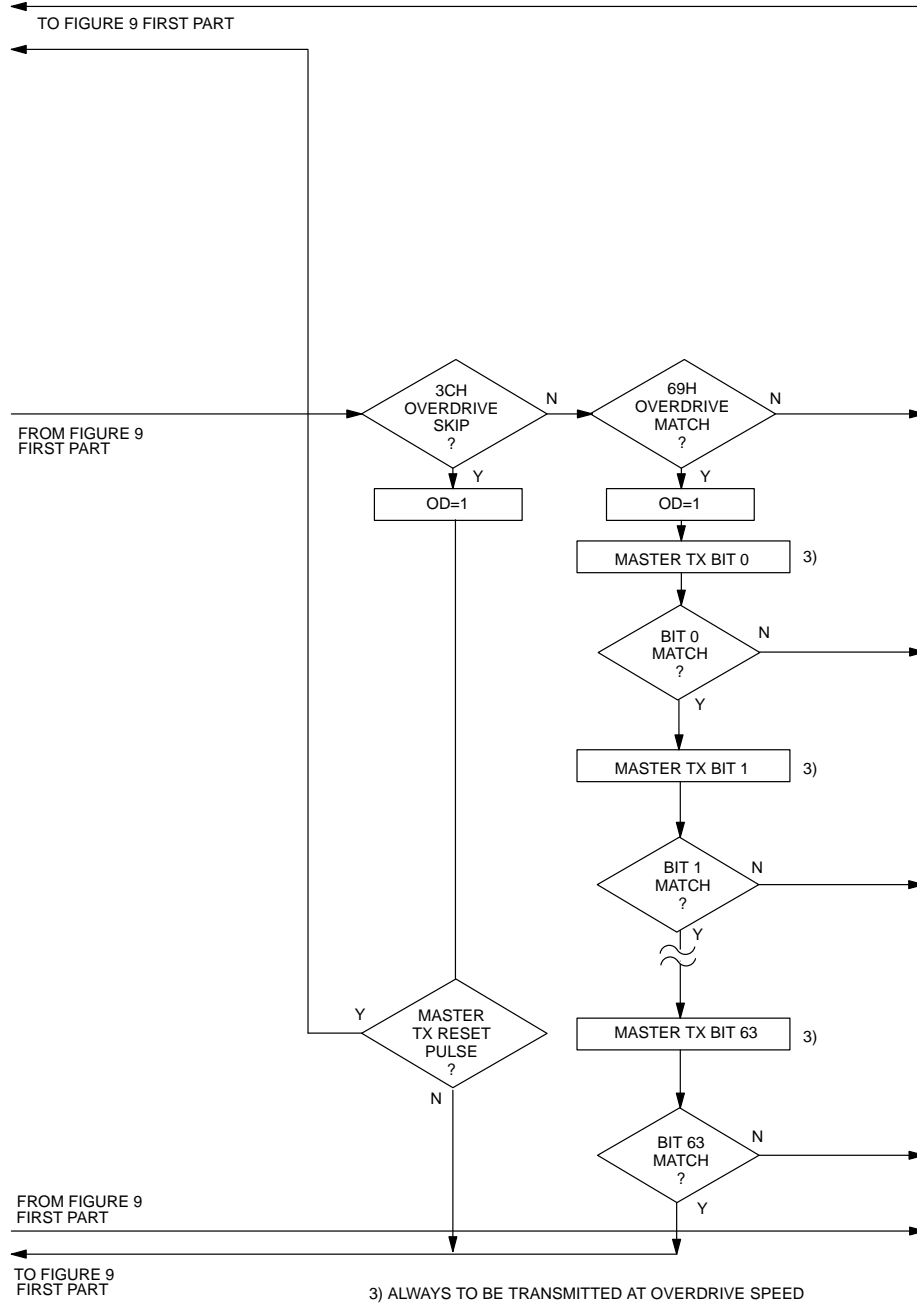 TO FIGURE 9 FIRST PART
3CH
OVERDRIVE
SKIP
?
N
69H
OVERDRIVE
MATCH
?
N
FROM FIGURE 9
FIRST PART
Y
Y
OD=1
OD=1
MASTER TX BIT 0
3)
BIT 0
MATCH
?
N
Y
MASTER TX BIT 1
3)
BIT 1
MATCH
?
N
Y
Y
MASTER
TX RESET
PULSE
?
N
MASTER TX BIT 63
3)
BIT 63
MATCH
?
N
Y
FROM FIGURE 9
FIRST PART
TO FIGURE 9
FIRST PART
3) ALWAYS TO BE TRANSMITTED AT OVERDRIVE SPEED